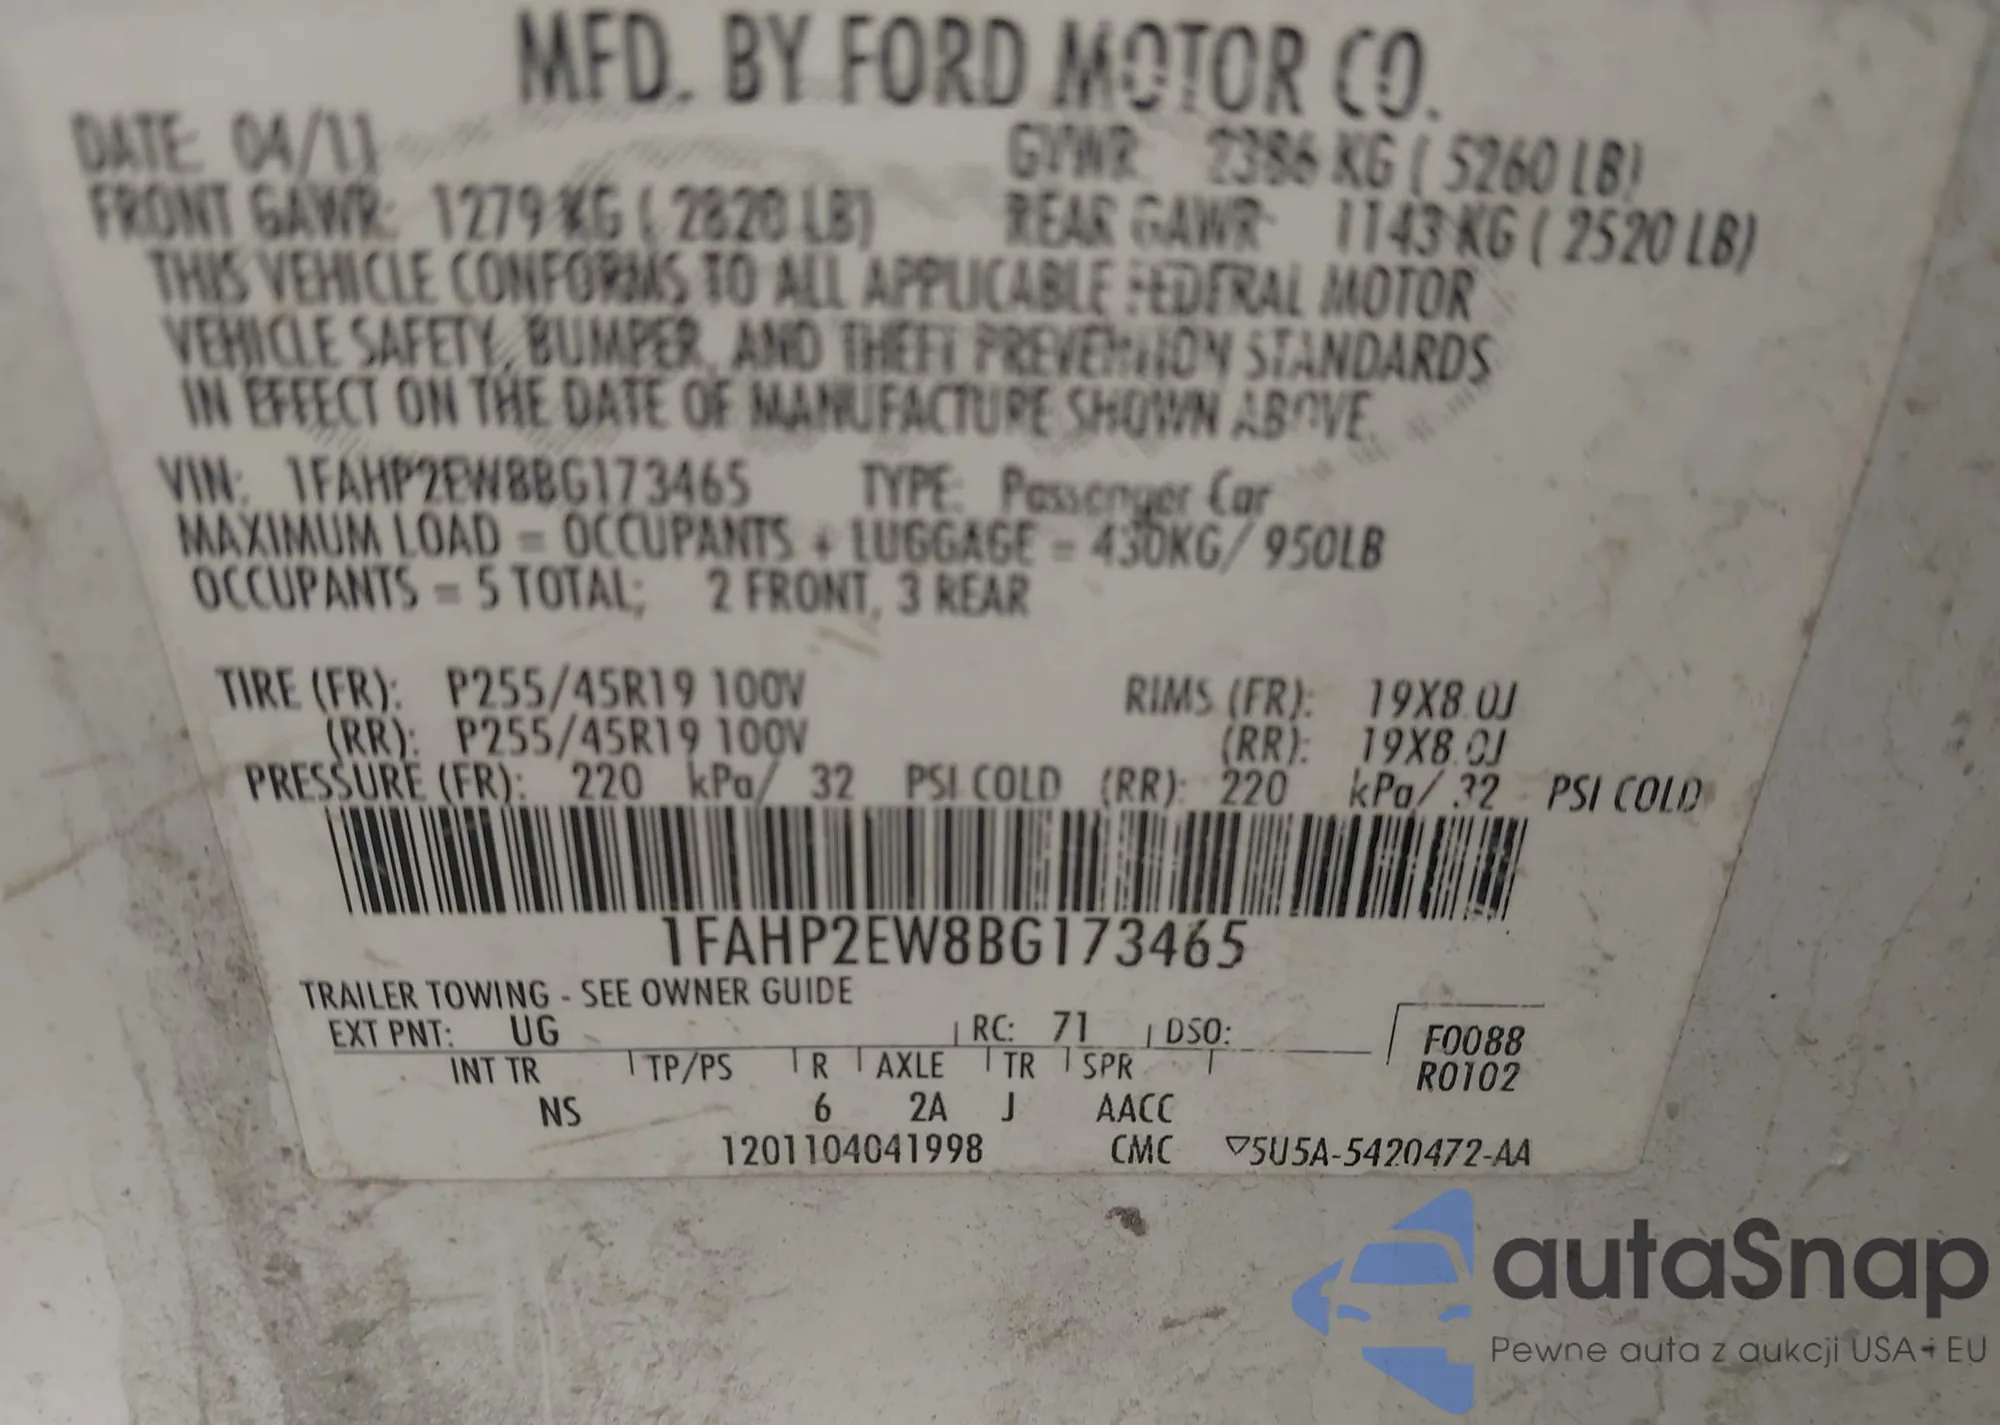 MFD. BY FORD MOTOR CO.
DATE: 04/11 GVWR: 2386 KG ( 5260 LB)
FRONT GAWR: 1279 KG ( 2820 LB) REAR GAWR: 1143 KG ( 2520 LB)
THIS VEHICLE CONFORMS TO ALL APPLICABLE FEDERAL MOTOR
VEHICLE SAFETY, BUMPER, AND THEFT PREVENTION STANDARDS
IN EFFECT ON THE DATE OF MANUFACTURE SHOWN ABOVE.
VIN: 1FAHP2EW8BG173465 TYPE: Passenger Car
MAXIMUM LOAD = OCCUPANTS + LUGGAGE = 430KG/ 950LB
OCCUPANTS = 5 TOTAL; 2 FRONT, 3 REAR
TIRE (FR): P255/45R19 100V RIMS (FR): 19X8.0J
(RR): P255/45R19 100V (RR): 19X8.0J
PRESSURE (FR): 220 kPa/ 32 PSI COLD (RR): 220 kPa/ 32 PSI COLD
1FAHP2EW8BG173465
TRAILER TOWING - SEE OWNER GUIDE
EXT PNT: UG RC: 71 DSO: F0088
INT TR TP/PS R AXLE TR SPR R0102
NS 6 2A J AACC
1201104041998 CMC ▽5U5A-5420472-AA
autaSnap
Pewne auta z aukcji USA i EU